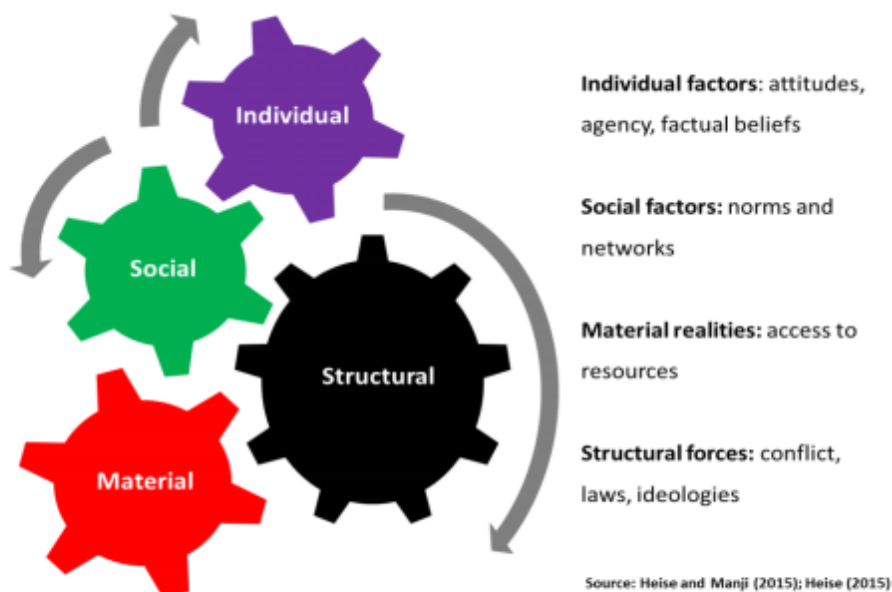 Individual
Social
Structural
Material
Individual factors: attitudes,
agency, factual beliefs
Social factors: norms and
networks
Material realities: access to
resources
Structural forces: conflict,
laws, ideologies
Source: Heise and Manji (2015); Heise (2015)